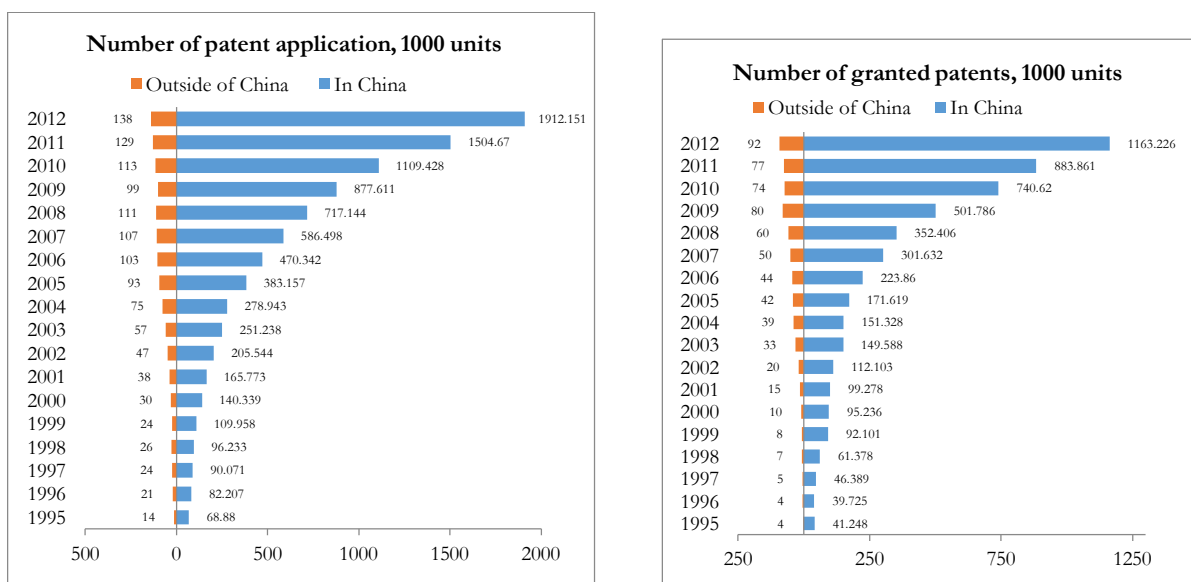 Number of patent application, 1000 units
Outside of China In China
2012 138 1912.151
2011 129 1504.67
2010 113 1109.428
2009 99 877.611
2008 111 717.144
2007 107 586.498
2006 103 470.342
2005 93 383.157
2004 75 278.943
2003 57 251.238
2002 47 205.544
2001 38 165.773
2000 30 140.339
1999 24 109.958
1998 26 96.233
1997 24 90.071
1996 21 82.207
1995 14 68.88
500 0 500 1000 1500 2000
Number of granted patents, 1000 units
Outside of China In China
2012 92 1163.226
2011 77 883.861
2010 74 740.62
2009 80 501.786
2008 60 352.406
2007 50 301.632
2006 44 223.86
2005 42 171.619
2004 39 151.328
2003 33 149.588
2002 20 112.103
2001 15 99.278
2000 10 95.236
1999 8 92.101
1998 7 61.378
1997 5 46.389
1996 4 39.725
1995 4 41.248
250 250 750 1250